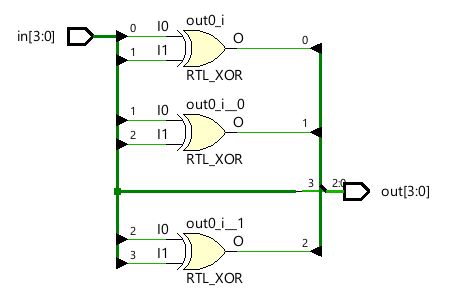 out0_i
in[3:0] 0 I0 O 0
1 I1
RTL_XOR
out0_i__0
1 I0 O 1
2 I1
RTL_XOR
3 2:0 out[3:0]
out0_i__1
2 I0 O 2
3 I1
RTL_XOR